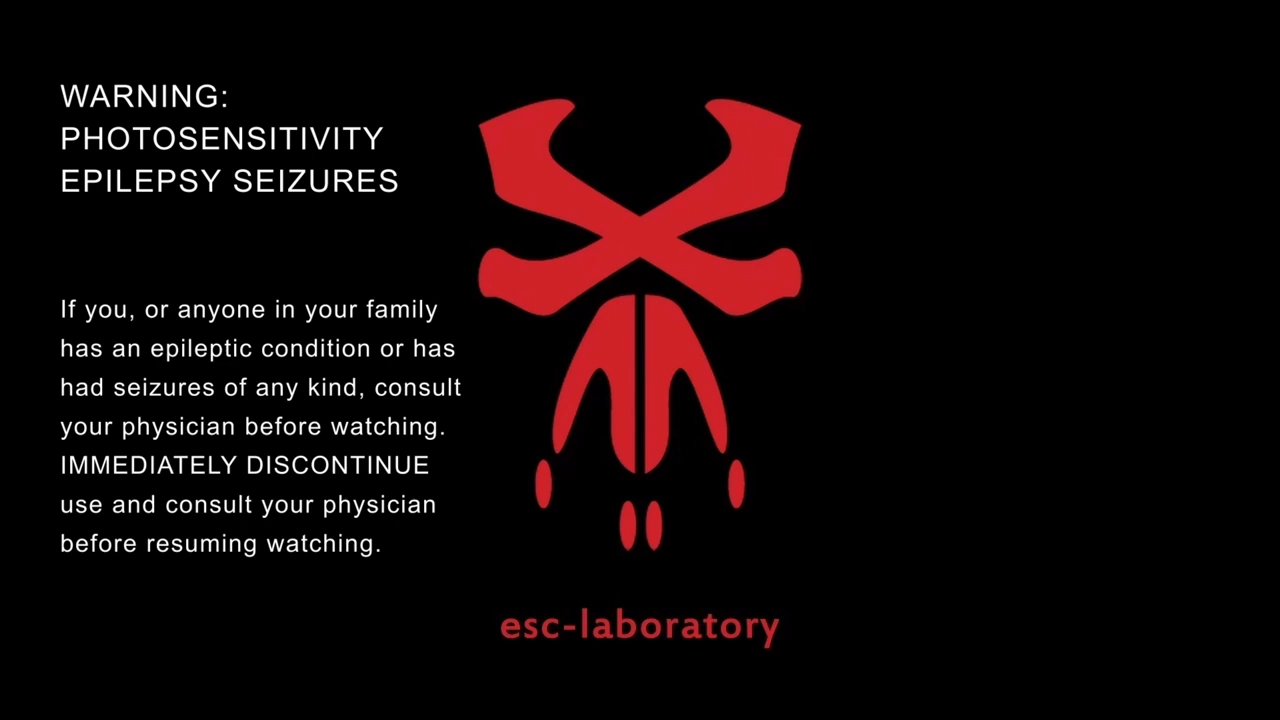 WARNING:
PHOTOSENSITIVITY
EPILEPSY SEIZURES
If you, or anyone in your family
has an epileptic condition or has
had seizures of any kind, consult
your physician before watching.
IMMEDIATELY DISCONTINUE
use and consult your physician
before resuming watching.
esc-laboratory